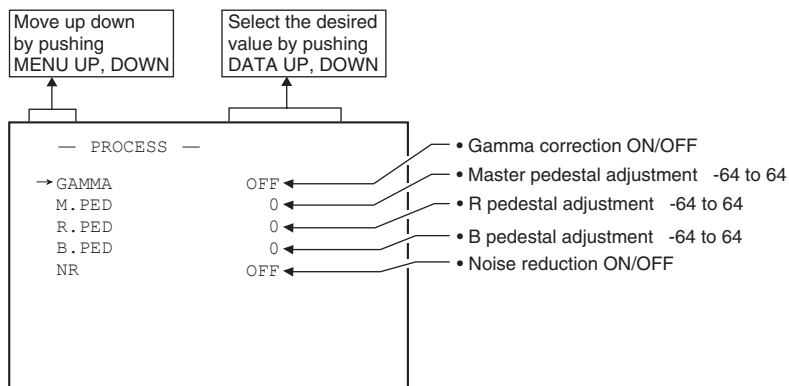 Move up down
by pushing
MENU UP, DOWN
Select the desired
value by pushing
DATA UP, DOWN
— PROCESS —
→GAMMA OFF
M.PED 0
R.PED 0
B.PED 0
NR OFF
• Gamma correction ON/OFF
• Master pedestal adjustment -64 to 64
• R pedestal adjustment -64 to 64
• B pedestal adjustment -64 to 64
• Noise reduction ON/OFF